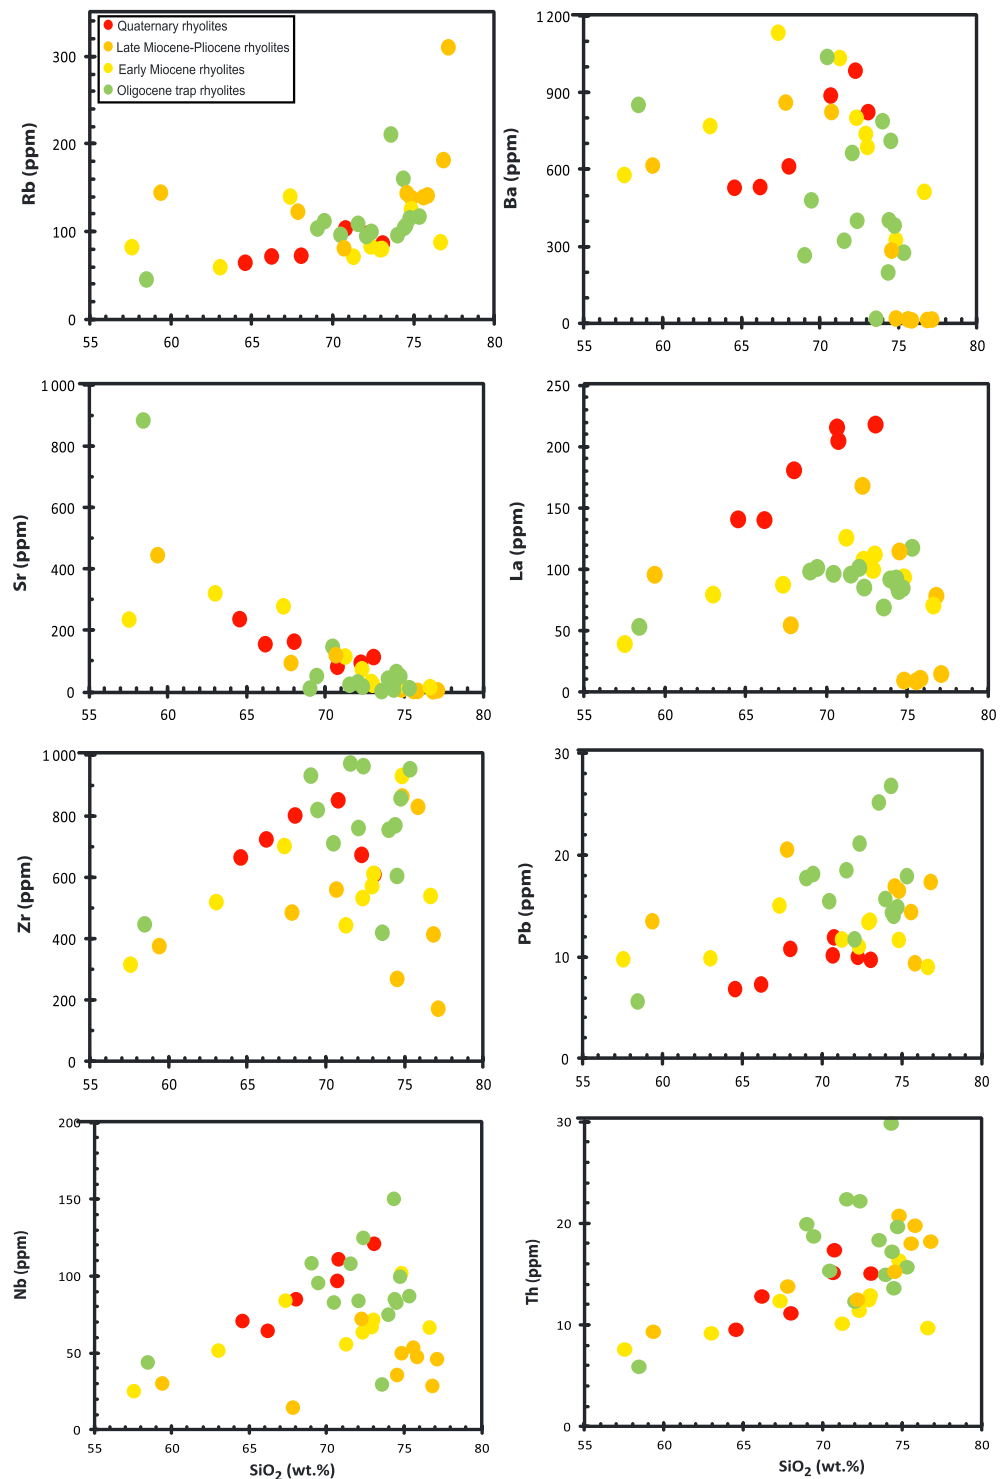 Quaternary rhyolites
Late Miocene-Pliocene rhyolites
Early Miocene rhyolites
Oligocene trap rhyolites
Rb (ppm)
300
200
100
0
55 60 65 70 75 80
Ba (ppm)
1200
900
600
300
0
55 60 65 70 75 80
Sr (ppm)
1000
800
600
400
200
0
55 60 65 70 75 80
La (ppm)
250
200
150
100
50
0
55 60 65 70 75 80
Zr (ppm)
1000
800
600
400
200
0
55 60 65 70 75 80
Pb (ppm)
30
20
10
0
55 60 65 70 75 80
Nb (ppm)
200
150
100
50
0
55 60 65 70 75 80
SiO2 (wt.%)
Th (ppm)
30
20
10
0
55 60 65 70 75 80
SiO2 (wt.%)